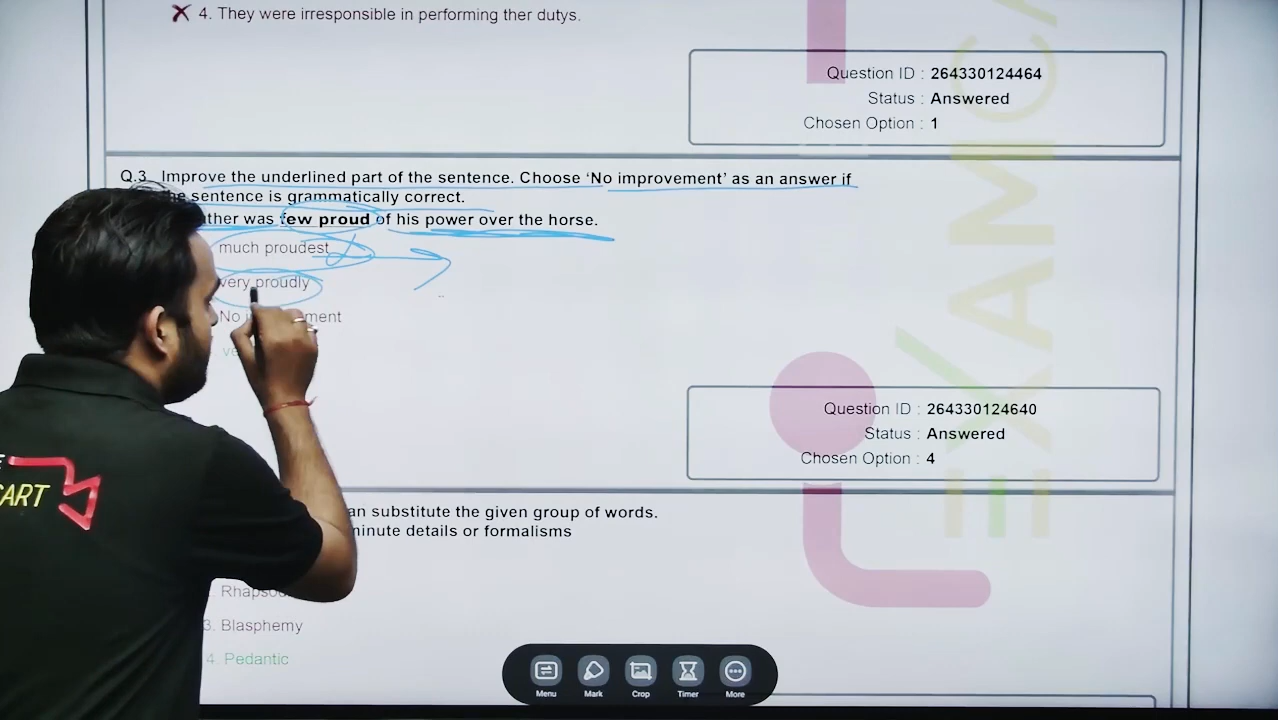 4. They were irresponsible in performing ther dutys.
Question ID : 264330124464
Status : Answered
Chosen Option : 1
Q.3 Improve the underlined part of the sentence. Choose ‘No improvement’ as an answer if
sentence is grammatically correct.
was few proud of his power over the horse.
much proudest
very proudly
No
Question ID : 264330124640
Status : Answered
Chosen Option : 4
substitute the given group of words.
minute details or formalisms
3. Blasphemy
4. Pedantic
EXAMCA
CART
Menu
Mark
Crop
Timer
More